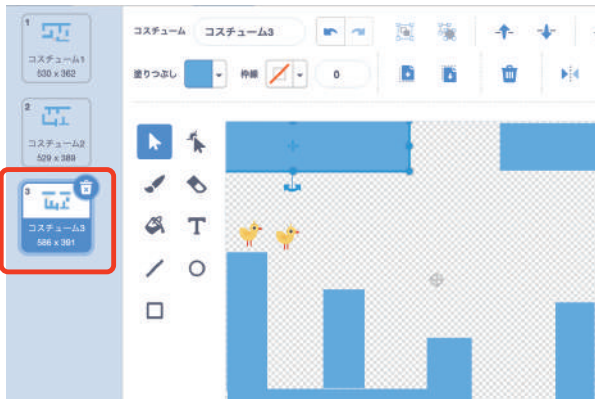 1
コスチューム1
530 x 362
2
コスチューム2
529 x 389
3
コスチューム3
586 x 391
コスチューム
コスチューム3
塗りつぶし
枠線
0
T